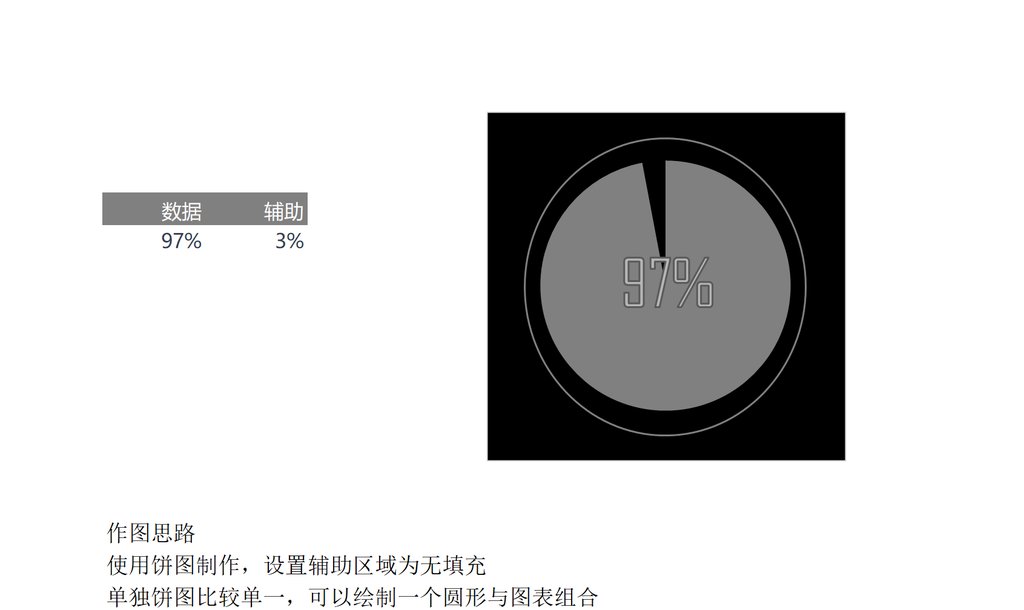 数据 辅助
97% 3%
97%
作图思路
使用饼图制作，设置辅助区域为无填充
单独饼图比较单一，可以绘制一个圆形与图表组合